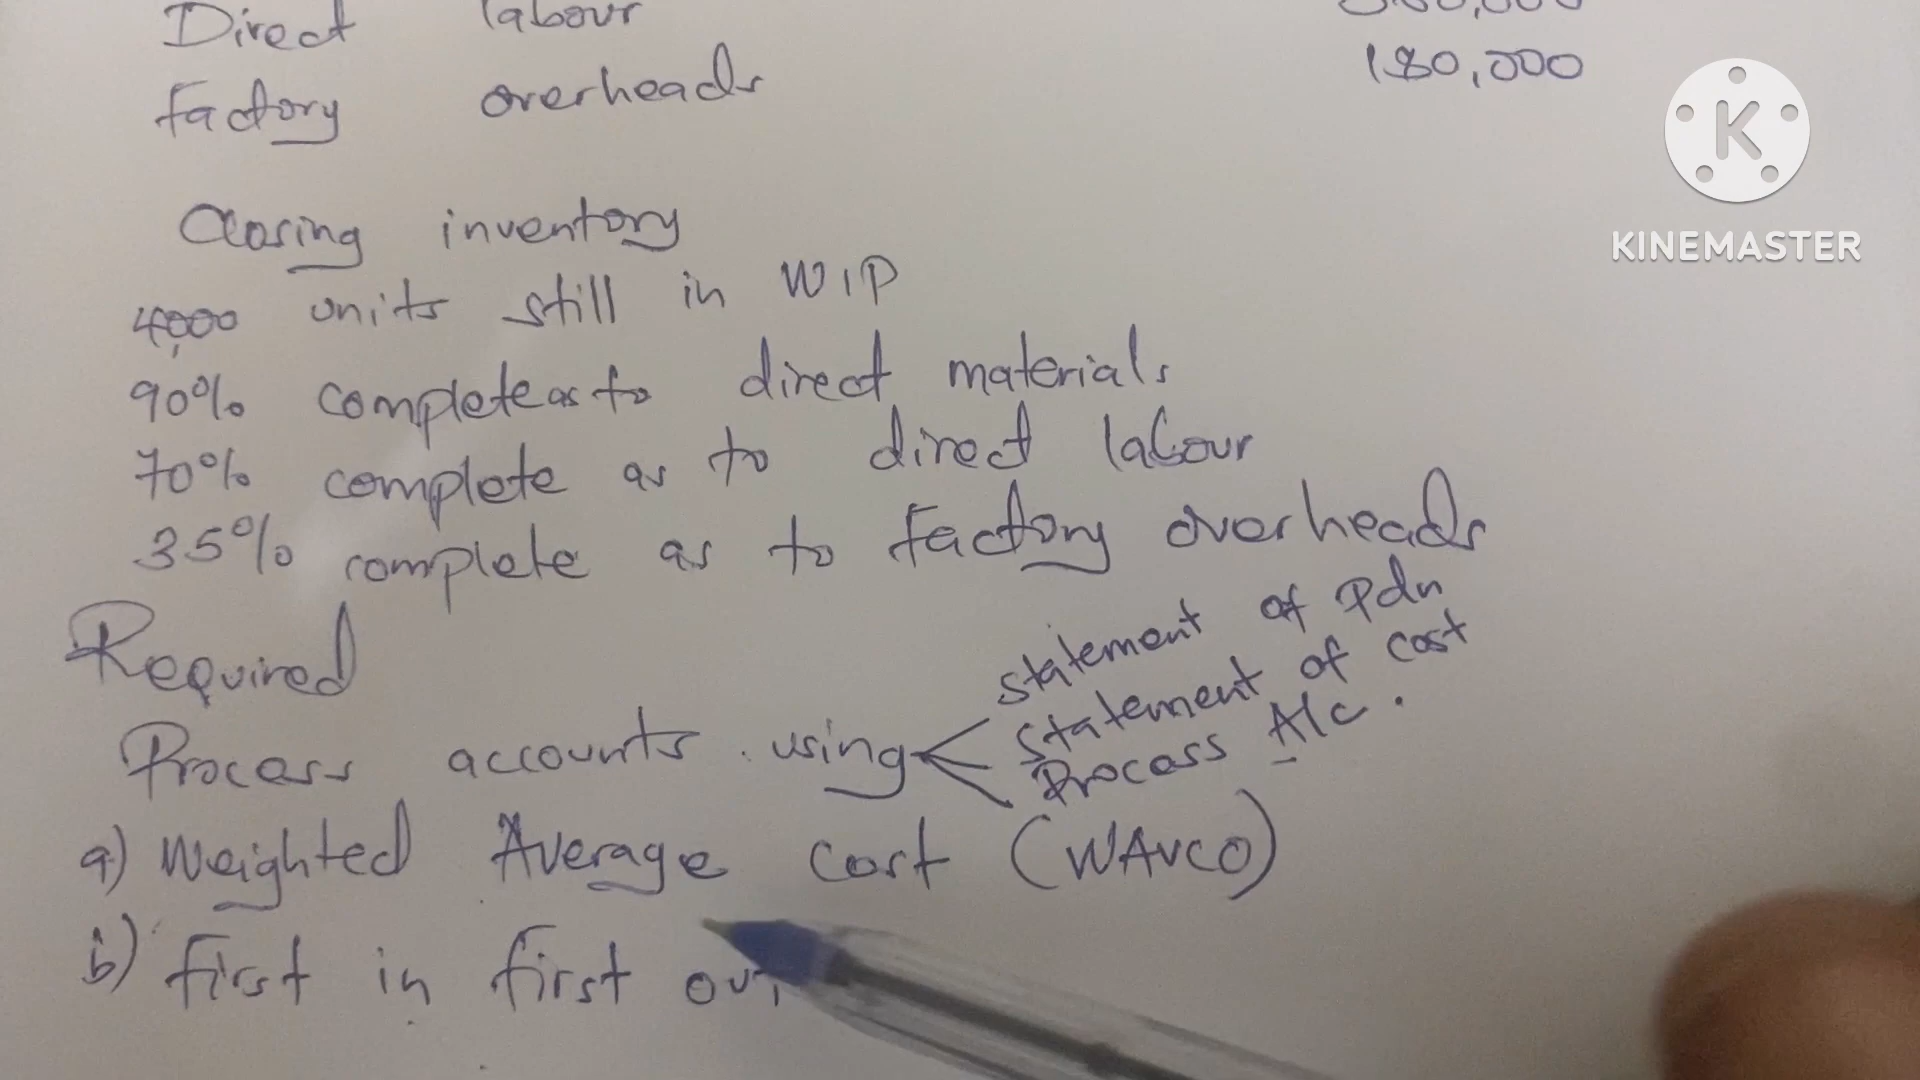 Direct labour
Factory overheads 180,000
K
KINEMASTER
Closing inventory
4,000 units still in WIP
90% complete as to direct materials
70% complete as to direct labour
35% complete as to factory overheads
Required
Process accounts using
statement of Pdn
statement of cost
Process A/c.
a) Weighted Average cost (WAVCO)
b) first in first out